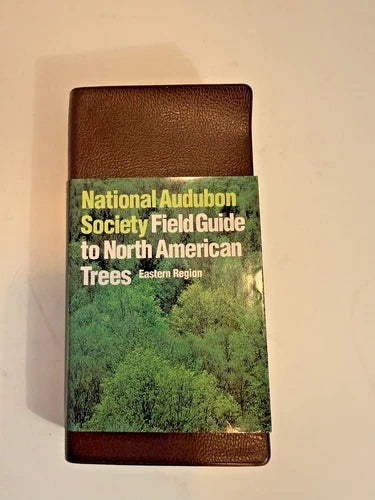 National Audubon
Society Field Guide
to North American
Trees Eastern Region